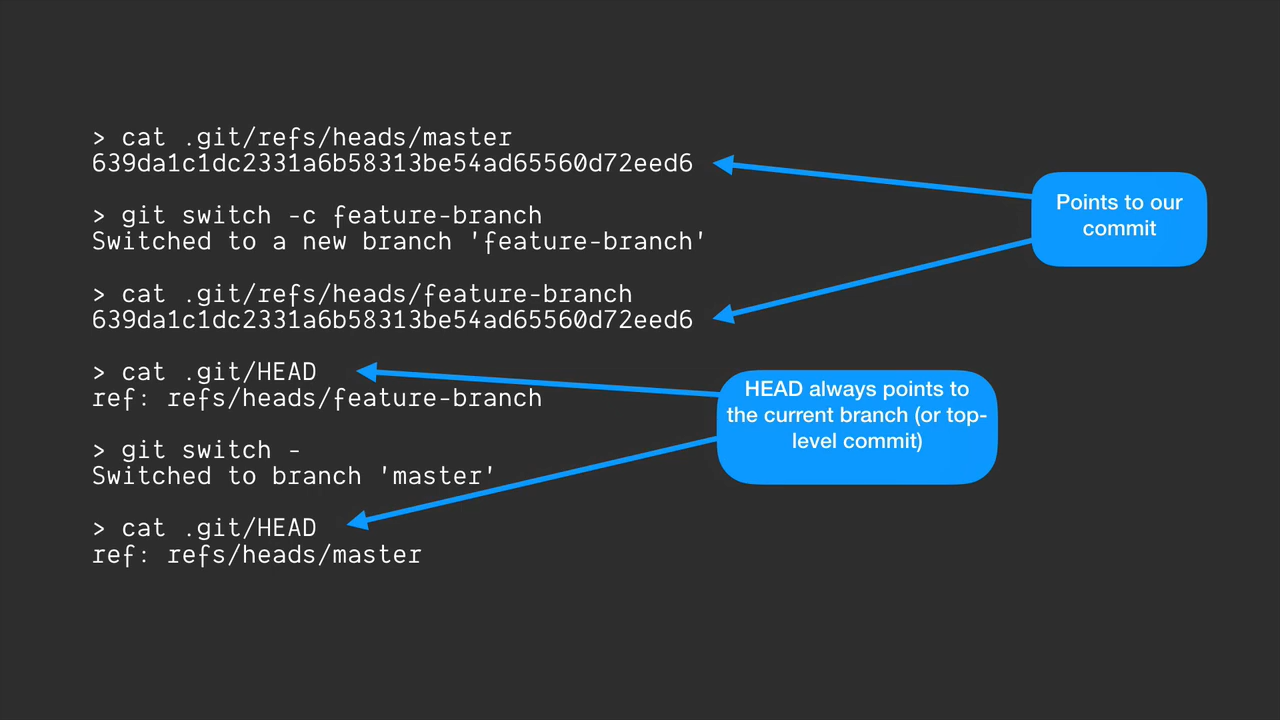 > cat .git/refs/heads/master
639da1c1dc2331a6b58313be54ad65560d72eed6
> git switch -c feature-branch
Switched to a new branch 'feature-branch'
> cat .git/refs/heads/feature-branch
639da1c1dc2331a6b58313be54ad65560d72eed6
> cat .git/HEAD
ref: refs/heads/feature-branch
> git switch -
Switched to branch 'master'
> cat .git/HEAD
ref: refs/heads/master
Points to our
commit
HEAD always points to
the current branch (or top-
level commit)